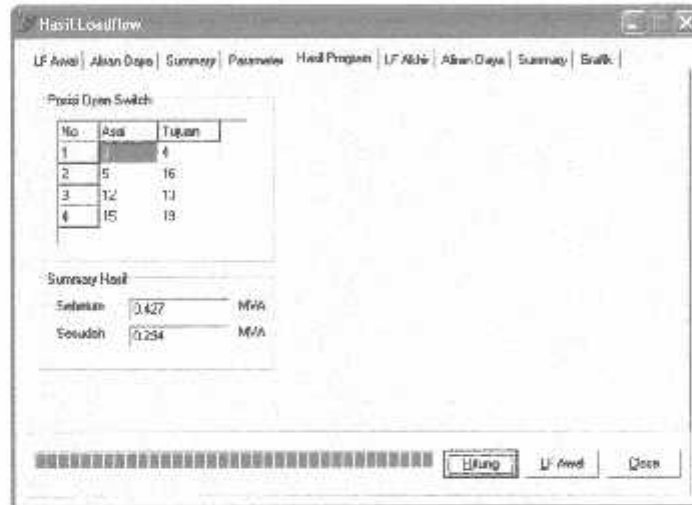 Hasil Loadflow
LF Awal Aliran Daya Summary Parameter Hasil Program LF Akhir Aliran Daya Summary Grafik
Posisi Open Switch
No Asal Tujuan
1 4
2 5 16
3 12 13
4 15 19
Summary Hasil
Sebelum 0.427 MVA
Sesudah 0.294 MVA
Hitung LF Awal Close